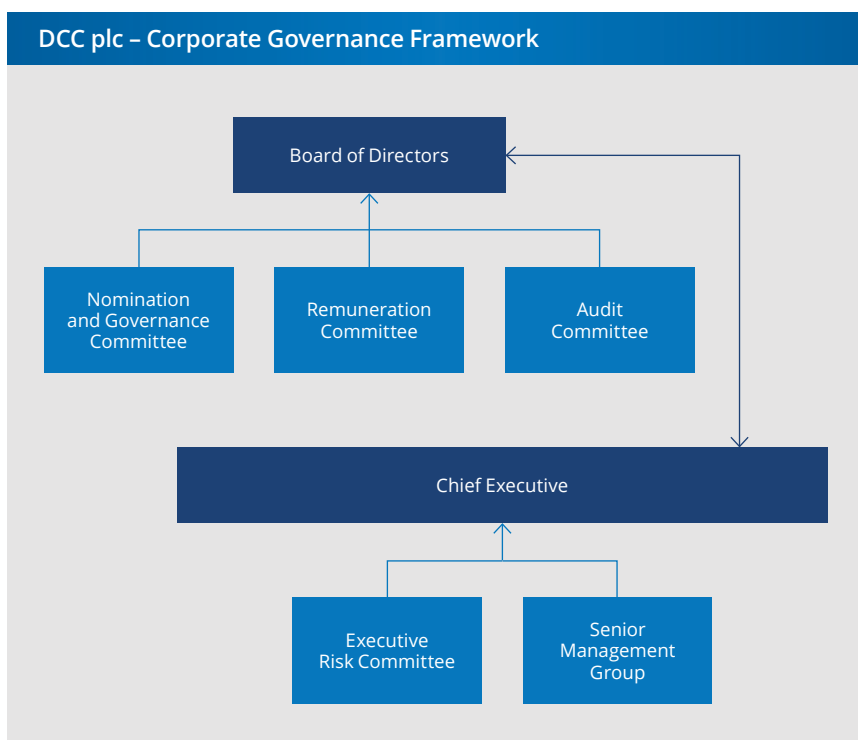 DCC plc – Corporate Governance Framework
Board of Directors
Nomination
and Governance
Committee
Remuneration
Committee
Audit
Committee
Chief Executive
Executive
Risk Committee
Senior
Management
Group